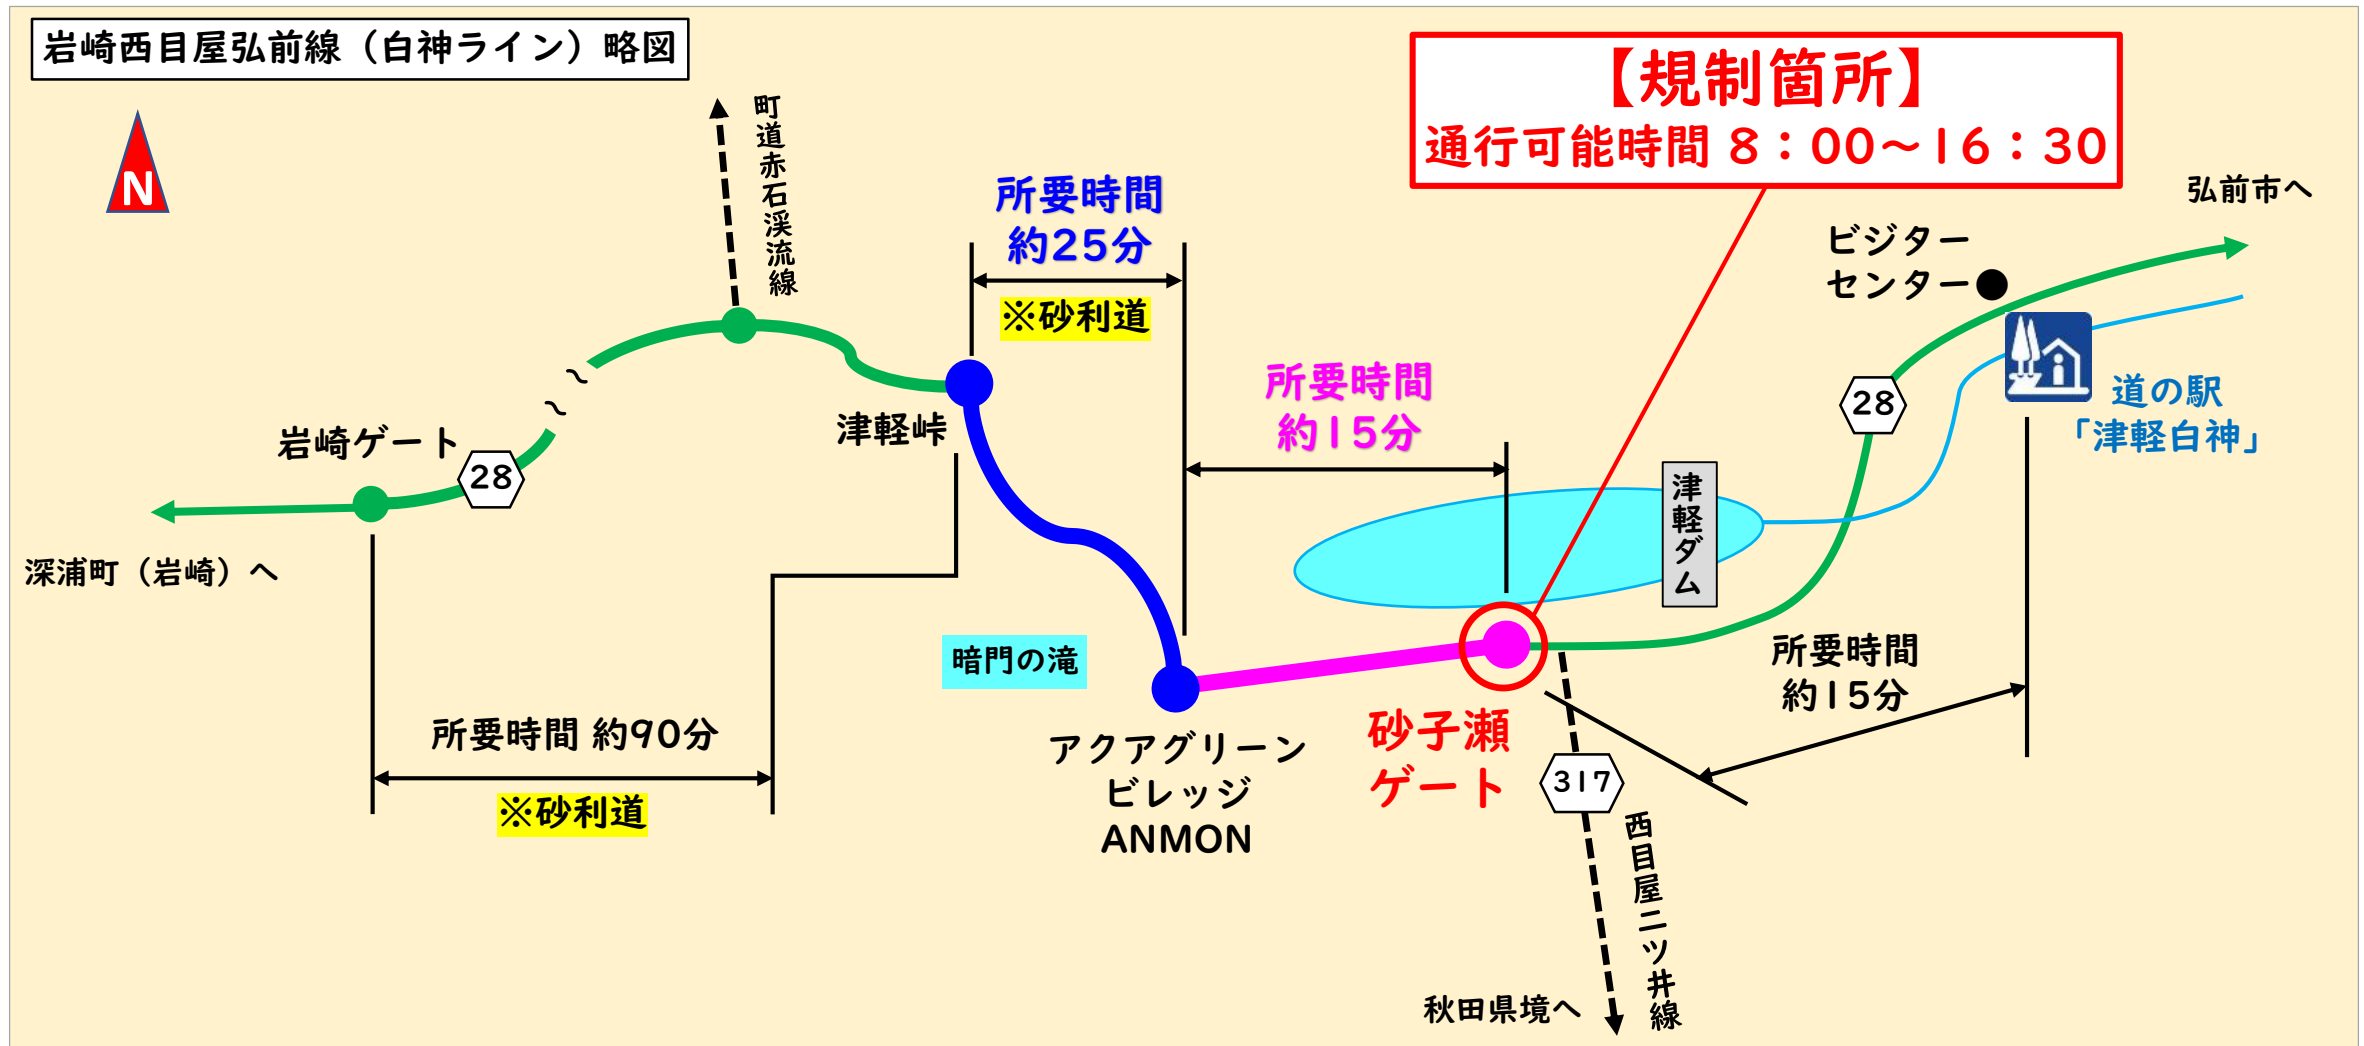 岩崎西目屋弘前線（白神ライン）略図
【規制箇所】
通行可能時間 8：00～16：30
N
町道赤石渓流線
所要時間
約25分
※砂利道
弘前市へ
ビジター
センター
所要時間
約15分
28
道の駅
「津軽白神」
岩崎ゲート
28
津軽峠
津軽ダム
深浦町（岩崎）へ
暗門の滝
所要時間
約15分
所要時間 約90分
※砂利道
アクアグリーン
ビレッジ
ANMON
砂子瀬
ゲート
317
西目屋二ツ井線
秋田県境へ